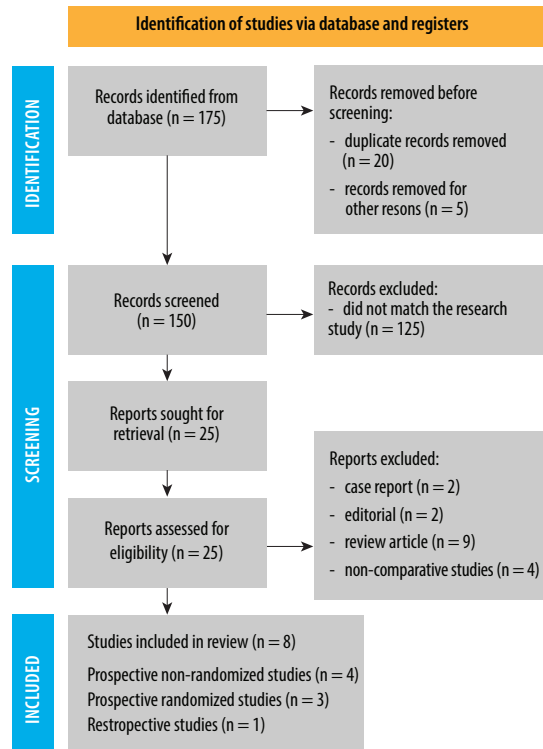 Identification of studies via database and registers
IDENTIFICATION
Records identified from
database (n = 175)
Records removed before
screening:
- duplicate records removed
(n = 20)
- records removed for
other resons (n = 5)
SCREENING
Records screened
(n = 150)
Records excluded:
- did not match the research
study (n = 125)
Reports sought for
retrieval (n = 25)
Reports assessed for
eligibility (n = 25)
Reports excluded:
- case report (n = 2)
- editorial (n = 2)
- review article (n = 9)
- non-comparative studies (n = 4)
INCLUDED
Studies included in review (n = 8)
Prospective non-randomized studies (n = 4)
Prospective randomized studies (n = 3)
Restropective studies (n = 1)